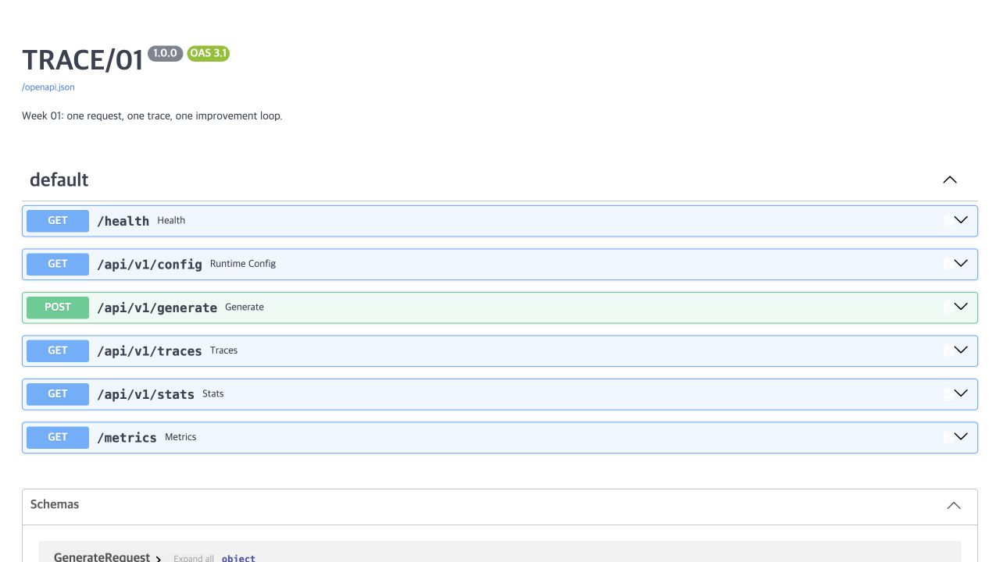 TRACE/01 1.0.0 OAS 3.1
/openapi.json
Week 01: one request, one trace, one improvement loop.
default
GET /health Health
GET /api/v1/config Runtime Config
POST /api/v1/generate Generate
GET /api/v1/traces Traces
GET /api/v1/stats Stats
GET /metrics Metrics
Schemas
GenerateRequest Expand all object